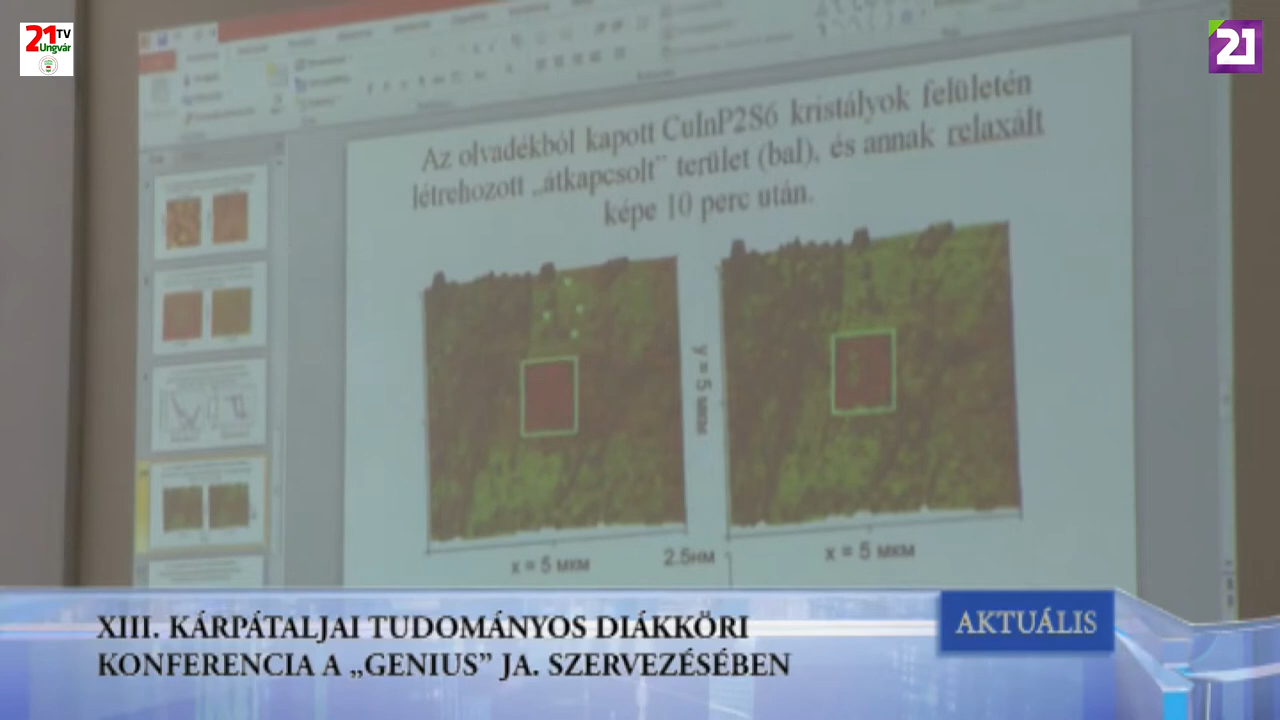 21 TV
Ungvár
21
Az olvadékból kapott CuInP2S6 kristályok felületén
létrehozott „átkapcsolt” terület (bal), és annak relaxált
képe 10 perc után.
y = 5 мкм
x = 5 мкм
2.5нм
x = 5 мкм
XIII. KÁRPÁTALJAI TUDOMÁNYOS DIÁKKÖRI
KONFERENCIA A „GENIUS” JA. SZERVEZÉSÉBEN
AKTUÁLIS